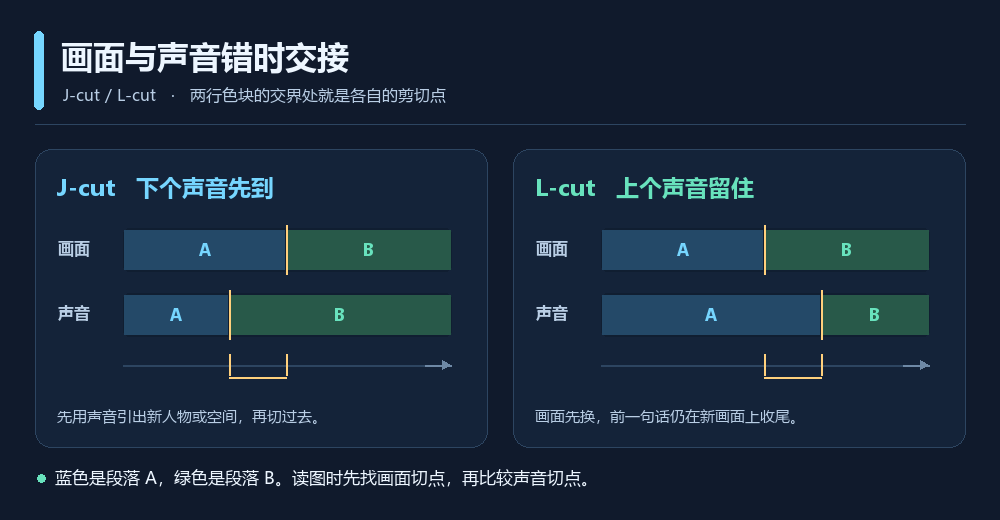 画面与声音错时交接
J-cut / L-cut · 两行色块的交界处就是各自的剪切点
J-cut 下个声音先到
画面 A B
声音 A B
先用声音引出新人物或空间，再切过去。
L-cut 上个声音留住
画面 A B
声音 A B
画面先换，前一句话仍在新画面上收尾。
蓝色是段落 A，绿色是段落 B。读图时先找画面切点，再比较声音切点。